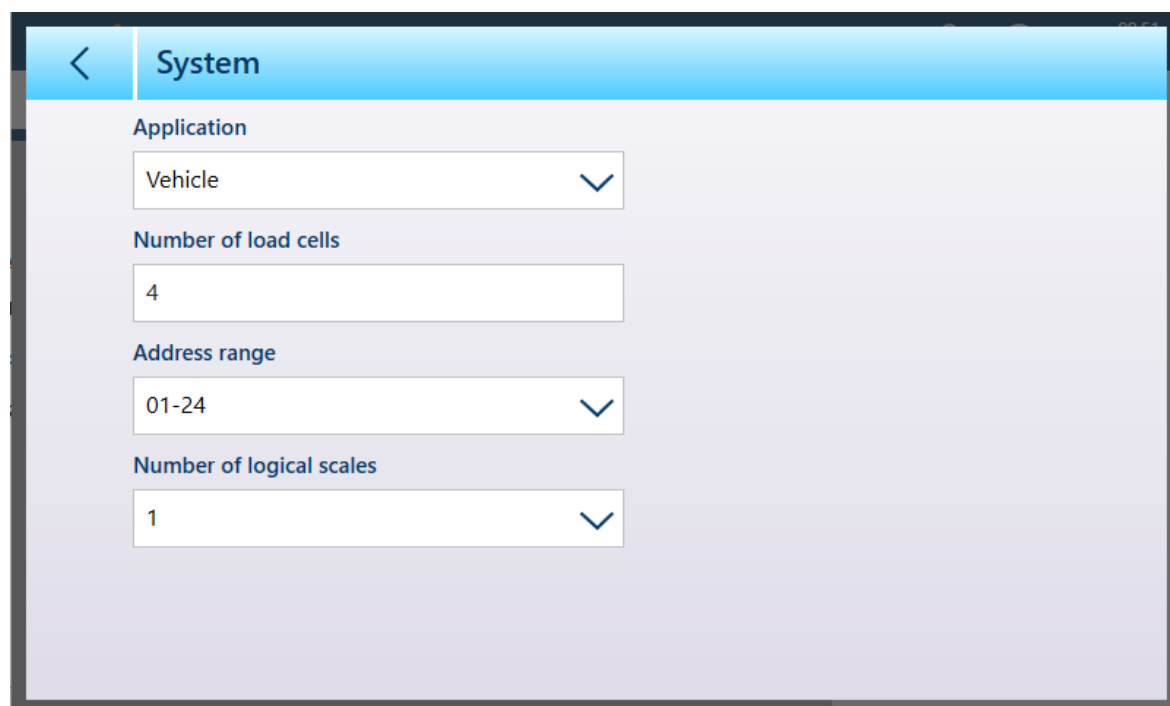 System
Application
Vehicle
Number of load cells
4
Address range
01-24
Number of logical scales
1